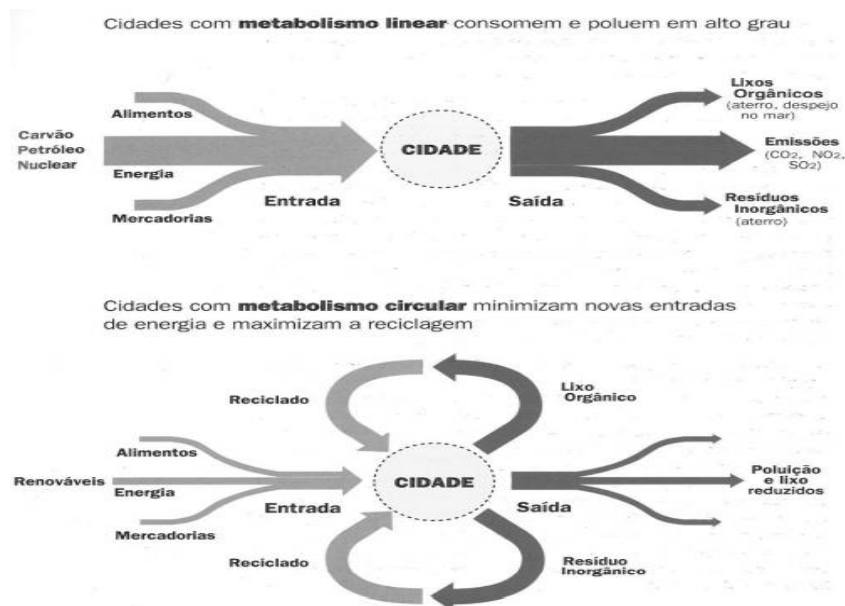 Cidades com metabolismo linear consomem e poluem em alto grau
Alimentos
Carvão
Petróleo
Nuclear
Energia
Mercadorias
Entrada
CIDADE
Saída
Lixos
Orgânicos
(aterro, despejo
no mar)
Emissões
(CO2, NO2,
SO2)
Resíduos
Inorgânicos
(aterro)
Cidades com metabolismo circular minimizam novas entradas
de energia e maximizam a reciclagem
Reciclado
Lixo
Orgânico
Alimentos
Renováveis
Energia
Mercadorias
Entrada
CIDADE
Saída
Poluição
e lixo
reduzidos
Reciclado
Resíduo
Inorgânico